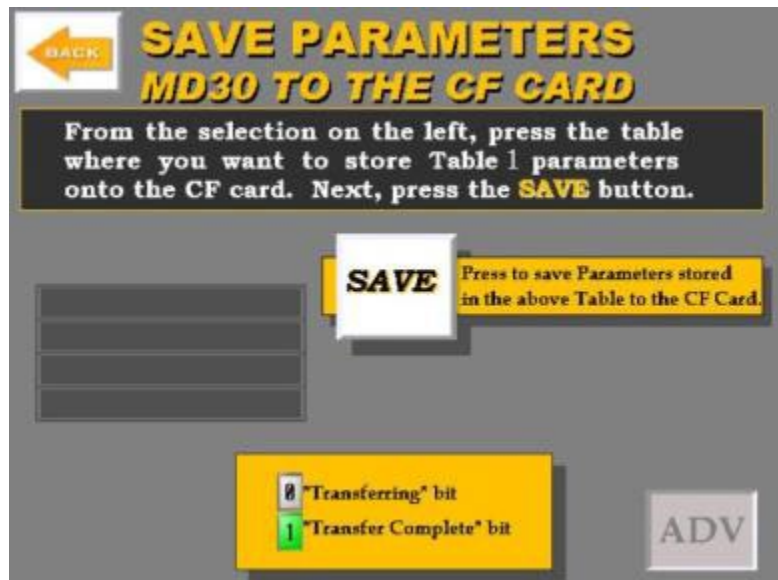 BACK
SAVE PARAMETERS
MD30 TO THE CF CARD
From the selection on the left, press the table
where you want to store Table 1 parameters
onto the CF card. Next, press the SAVE button.
SAVE
Press to save Parameters stored
in the above Table to the CF Card.
0 "Transferring" bit
1 "Transfer Complete" bit
ADV